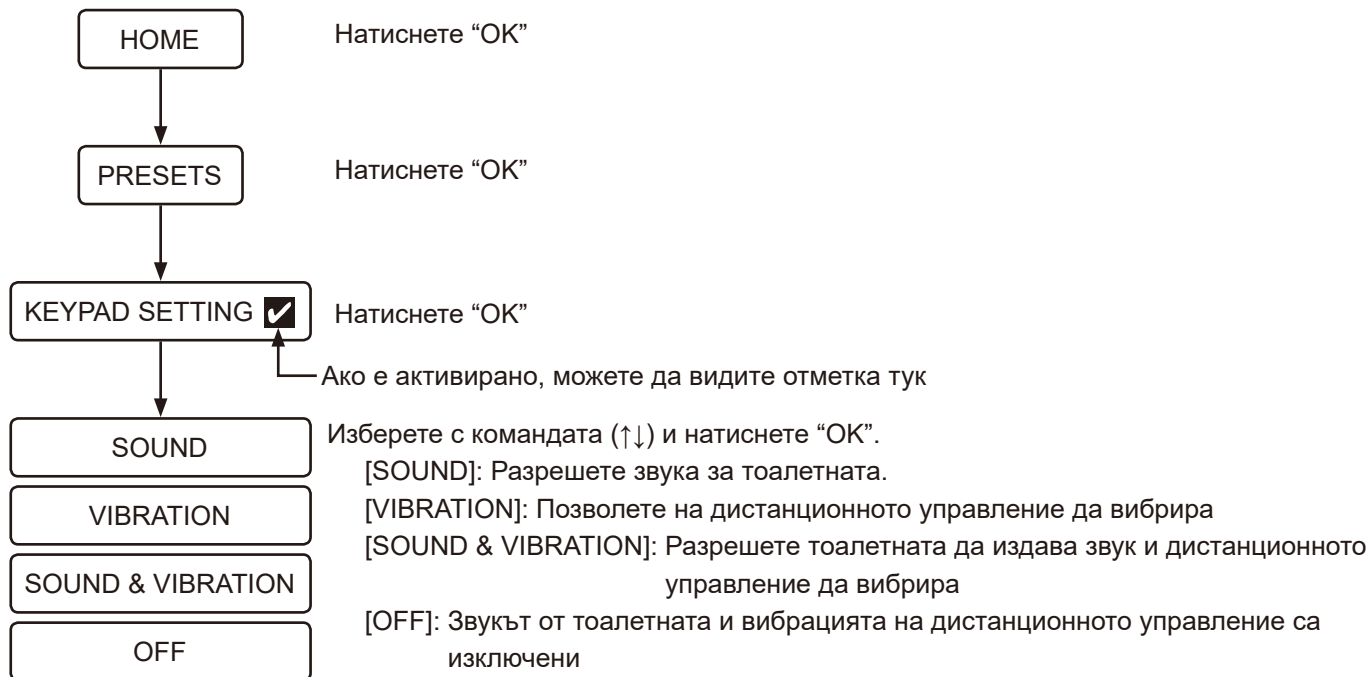 HOME
Натиснете “OK”
PRESETS
Натиснете “OK”
KEYPAD SETTING ✔
Натиснете “OK”
Ако е активирано, можете да видите отметка тук
SOUND
VIBRATION
SOUND & VIBRATION
OFF
Изберете с командата (↑↓) и натиснете “OK”.
[SOUND]: Разрешете звука за тоалетната.
[VIBRATION]: Позволете на дистанционното управление да вибрира
[SOUND & VIBRATION]: Разрешете тоалетната да издава звук и дистанционното
управление да вибрира
[OFF]: Звукът от тоалетната и вибрацията на дистанционното управление са
изключени